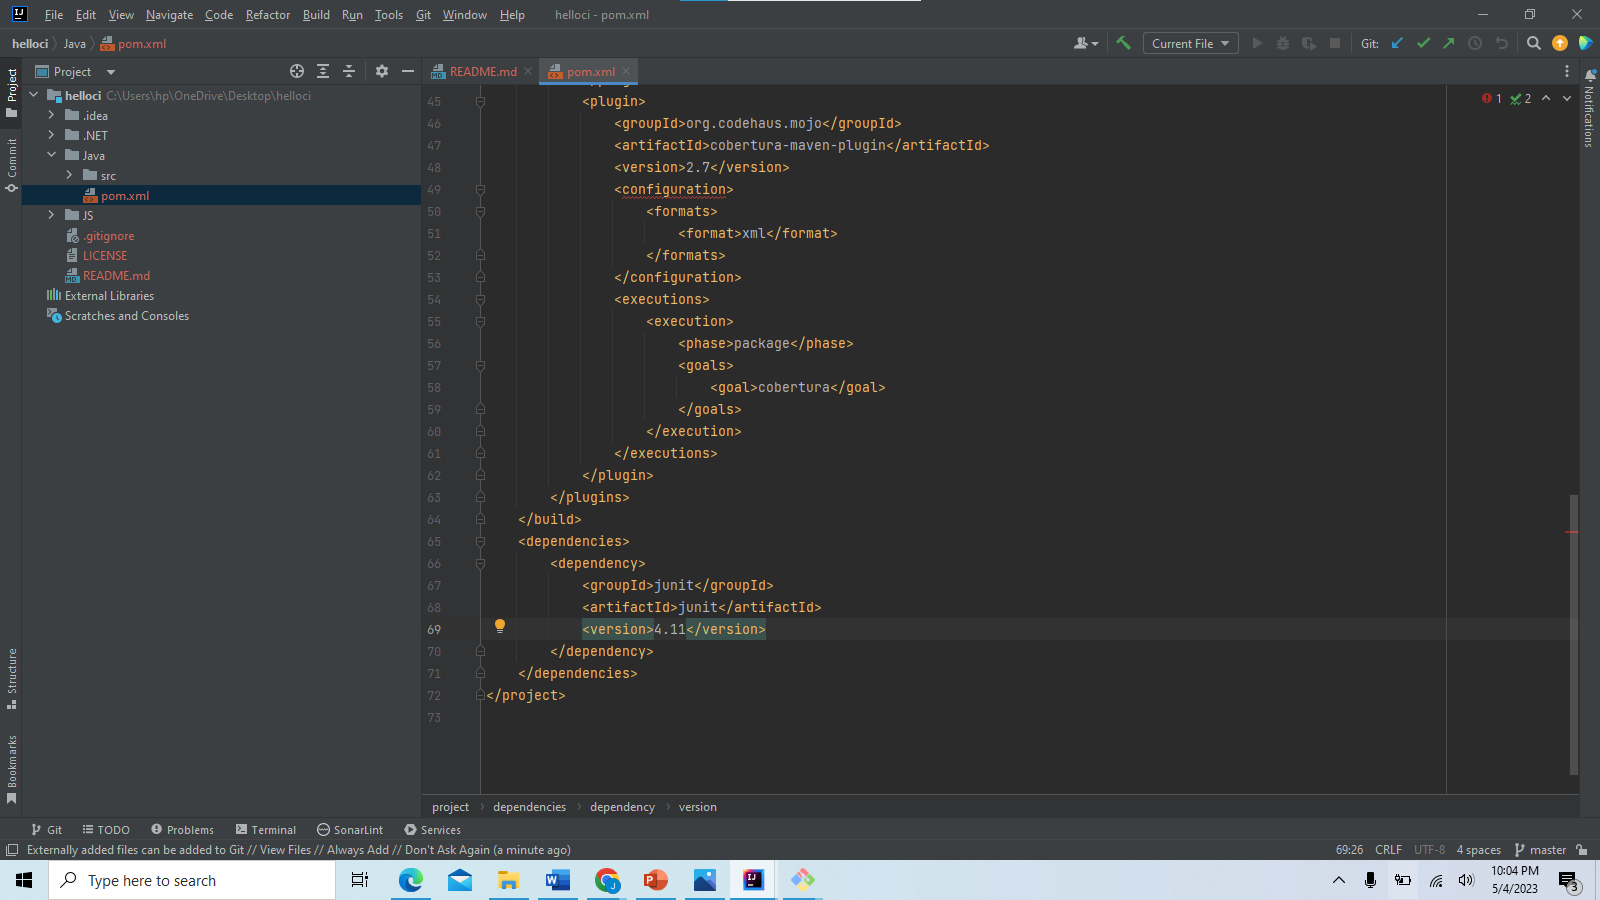 File Edit View Navigate Code Refactor Build Run Tools Git Window Help helloci - pom.xml
helloci Java pom.xml Current File Git:
Project README.md pom.xml
Project
helloci C:\Users\hp\OneDrive\Desktop\helloci
.idea
.NET
Java
src
pom.xml
JS
.gitignore
LICENSE
README.md
External Libraries
Scratches and Consoles
Commit
Structure
Bookmarks
Notifications
1 2
45 <plugin>
46 <groupId>org.codehaus.mojo</groupId>
47 <artifactId>cobertura-maven-plugin</artifactId>
48 <version>2.7</version>
49 <configuration>
50 <formats>
51 <format>xml</format>
52 </formats>
53 </configuration>
54 <executions>
55 <execution>
56 <phase>package</phase>
57 <goals>
58 <goal>cobertura</goal>
59 </goals>
60 </execution>
61 </executions>
62 </plugin>
63 </plugins>
64 </build>
65 <dependencies>
66 <dependency>
67 <groupId>junit</groupId>
68 <artifactId>junit</artifactId>
69 <version>4.11</version>
70 </dependency>
71 </dependencies>
72 </project>
73
project dependencies dependency version
Git TODO Problems Terminal SonarLint Services
Externally added files can be added to Git // View Files // Always Add // Don't Ask Again (a minute ago) 69:26 CRLF UTF-8 4 spaces master
Type here to search
10:04 PM
5/4/2023
3